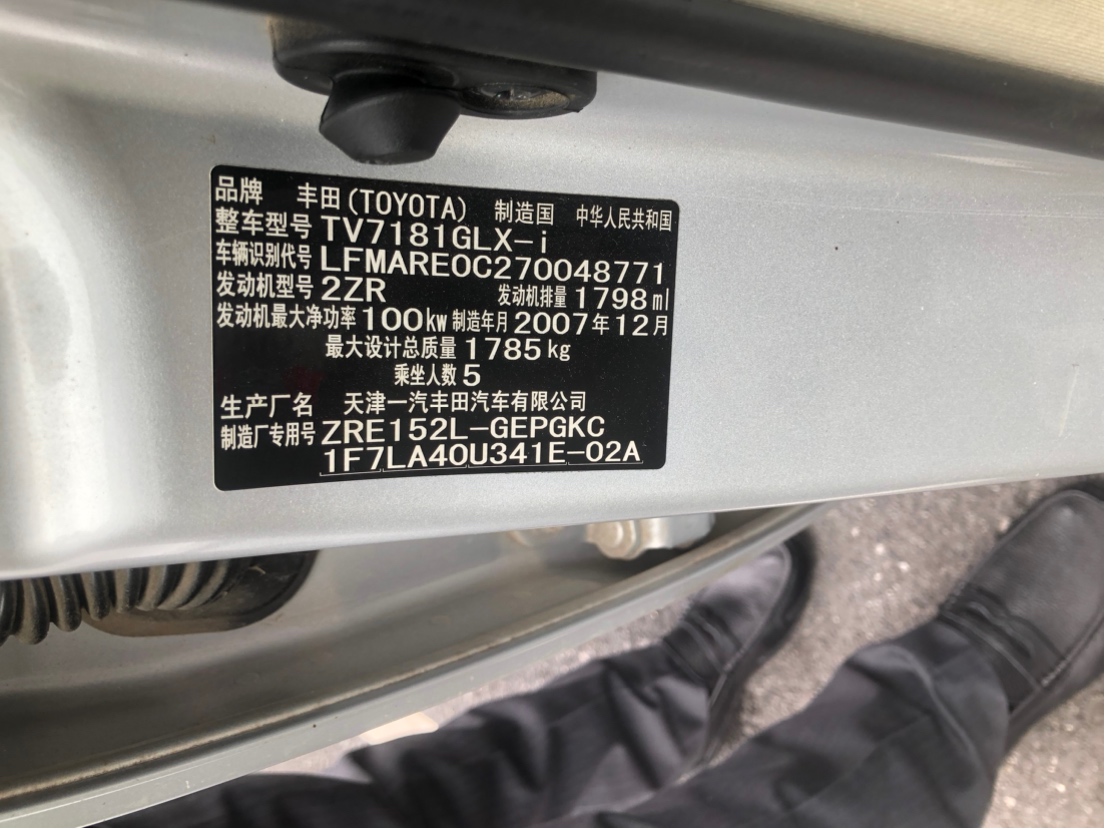 品牌 丰田(TOYOTA) 制造国 中华人民共和国
整车型号 TV7181GLX-i
车辆识别代号 LFMARE0C270048771
发动机型号 2ZR 发动机排量 1798ml
发动机最大净功率 100kw 制造年月 2007年12月
最大设计总质量 1785kg
乘坐人数 5
生产厂名 天津一汽丰田汽车有限公司
制造厂专用号 ZRE152L-GEPGKC
1F7LA40U341E-02A